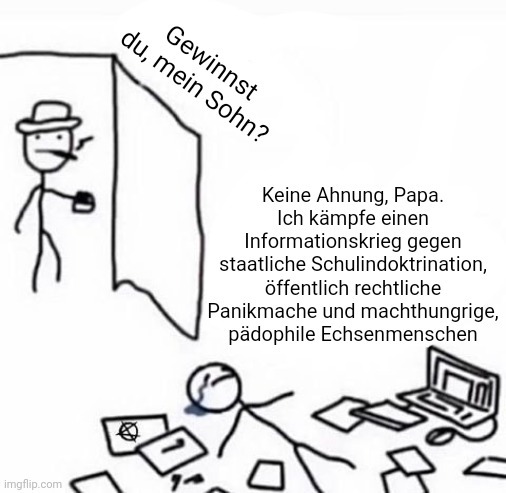 Gewinnst
du, mein Sohn?
Keine Ahnung, Papa.
Ich kämpfe einen
Informationskrieg gegen
staatliche Schulindoktrination,
öffentlich rechtliche
Panikmache und machthungrige,
pädophile Echsenmenschen
imgflip.com